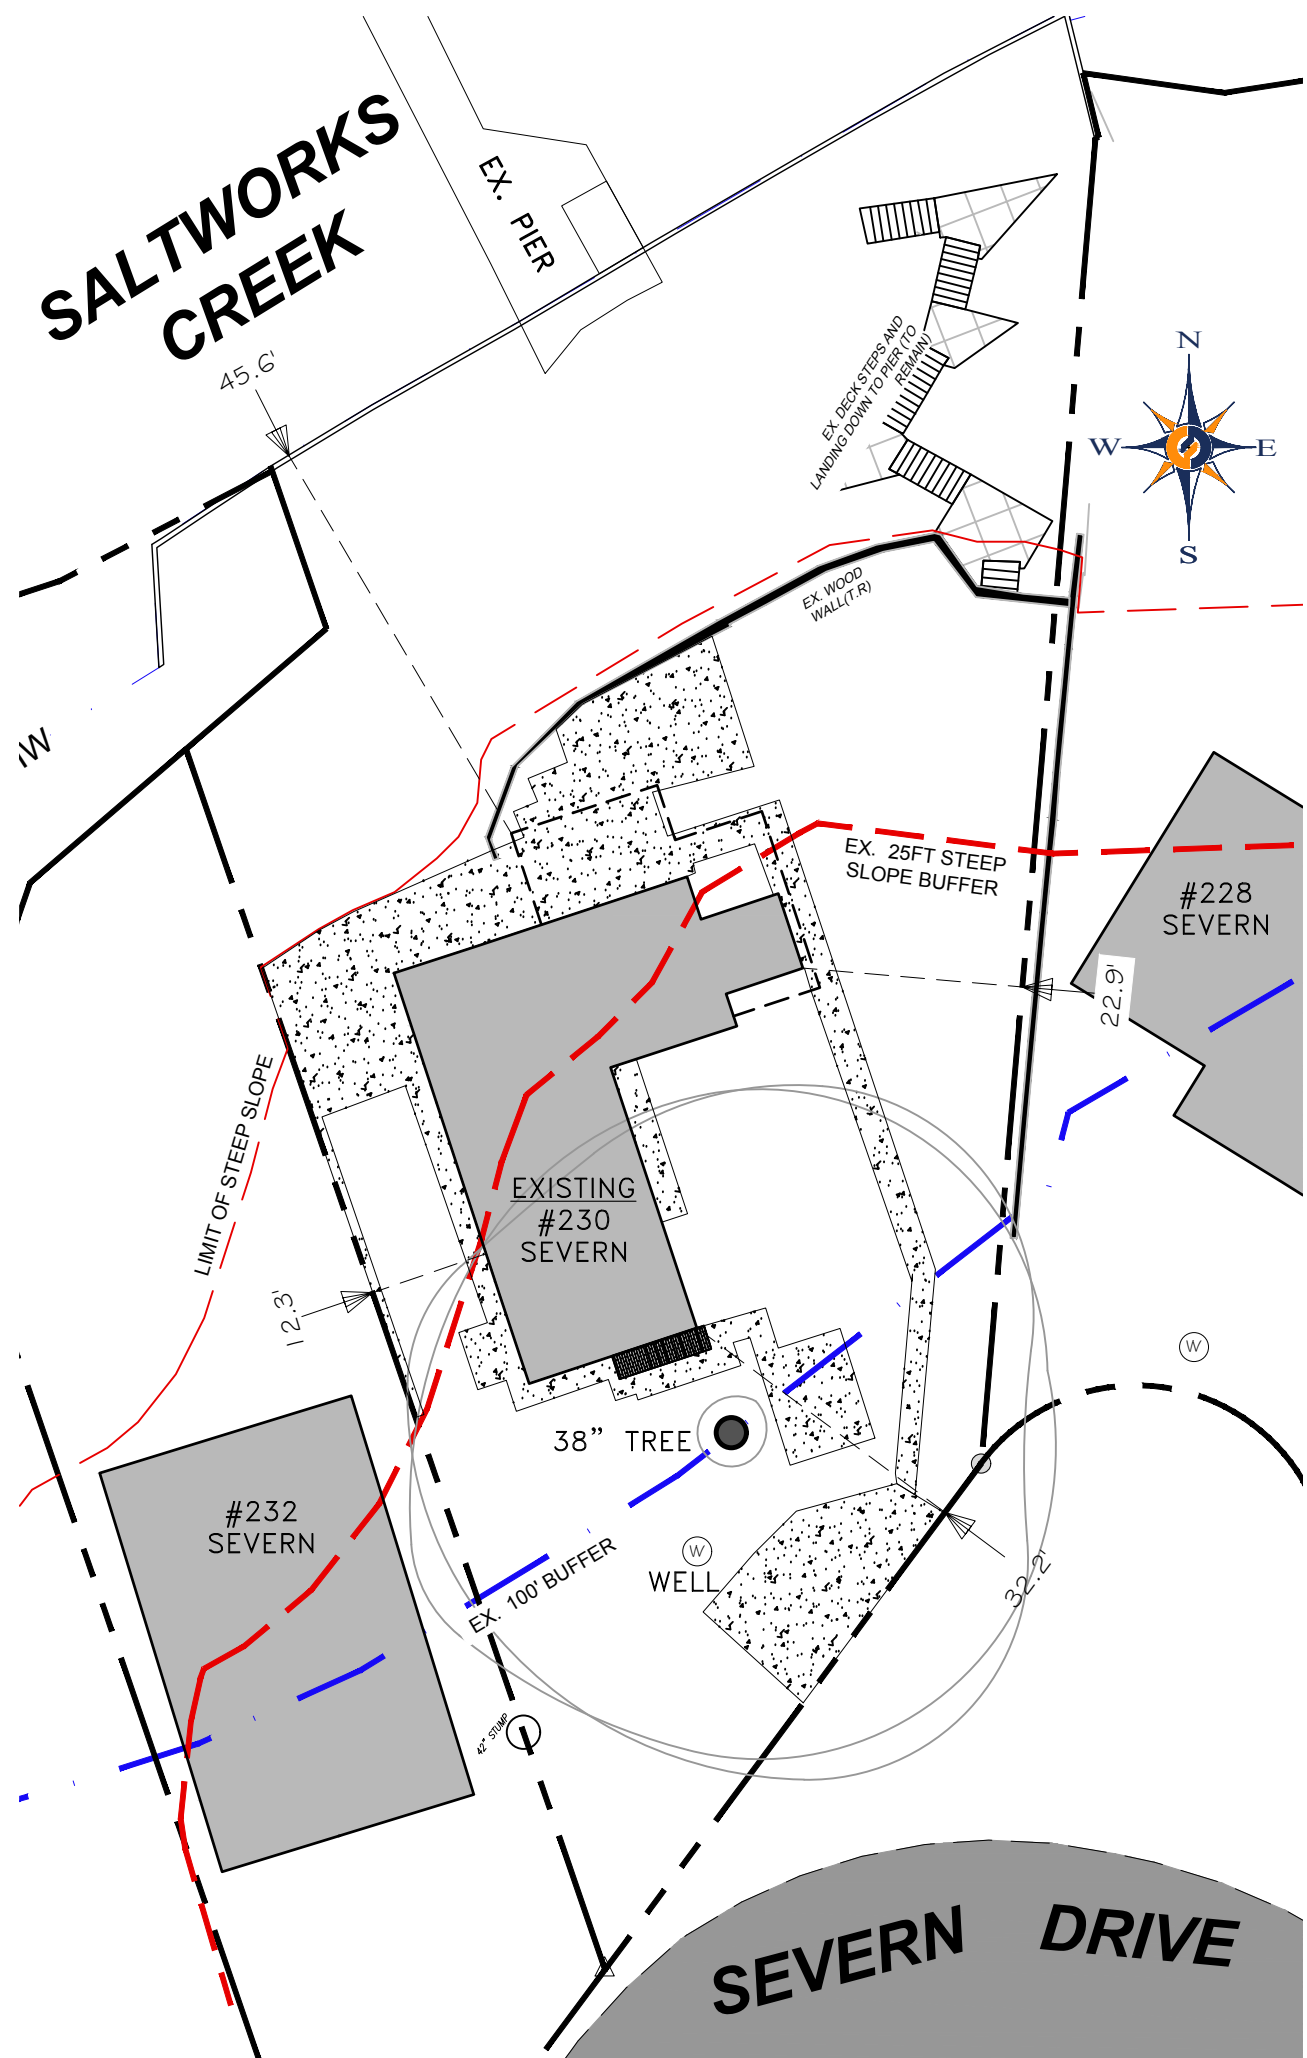 SALTWORKS
CREEK
EX. PIER
45.6'
EX. DECK STEPS AND
LANDING DOWN TO PIER (TO
REMAIN)
N
W
E
S
EX. WOOD
WALL(T.R)
EX. 25FT STEEP
SLOPE BUFFER
#228
SEVERN
22.9'
LIMIT OF STEEP SLOPE
EXISTING
#230
SEVERN
12.3'
W
38” TREE
#232
SEVERN
EX. 100' BUFFER
W
WELL
32.2'
42" STUMP
SEVERN DRIVE